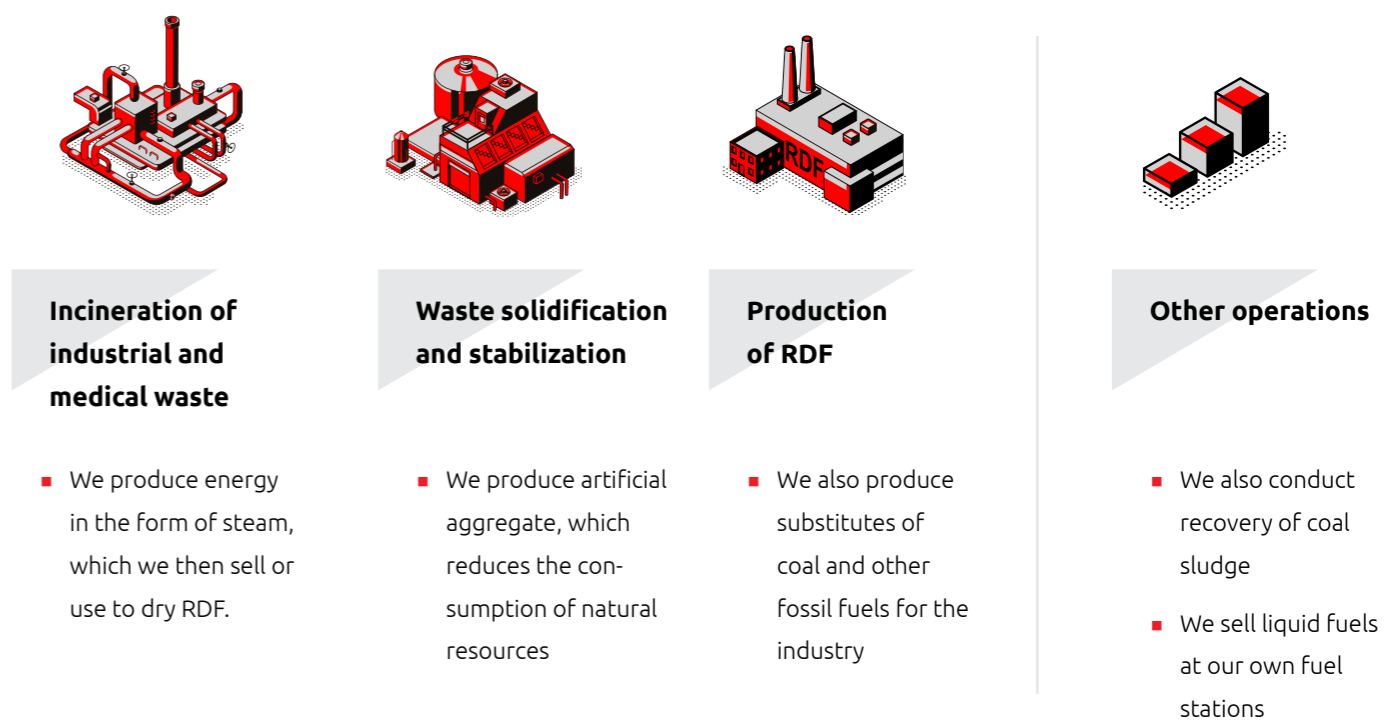 RDF
Incineration of
industrial and
medical waste
We produce energy
in the form of steam,
which we then sell or
use to dry RDF.
Waste solidification
and stabilization
We produce artificial
aggregate, which
reduces the con-
sumption of natural
resources
Production
of RDF
We also produce
substitutes of
coal and other
fossil fuels for the
industry
Other operations
We also conduct
recovery of coal
sludge
We sell liquid fuels
at our own fuel
stations